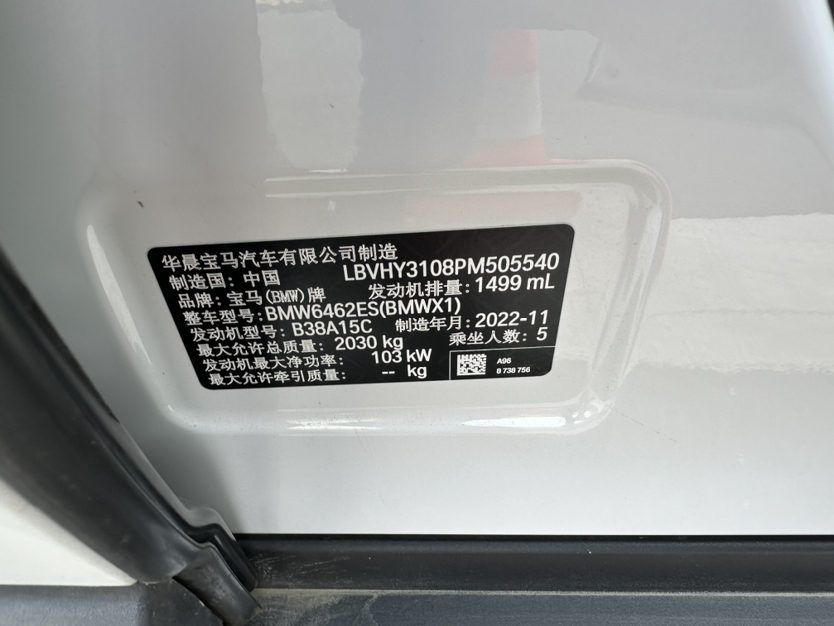 华晨宝马汽车有限公司制造
制造国: 中国 LBVHY3108PM505540
品牌: 宝马(BMW)牌 发动机排量: 1499 mL
整车型号: BMW6462ES(BMWX1)
发动机型号: B38A15C 制造年月: 2022-11
最大允许总质量: 2030 kg 乘坐人数: 5
发动机最大净功率: 103 kW
最大允许牵引质量: -- kg
A96
8 738 756